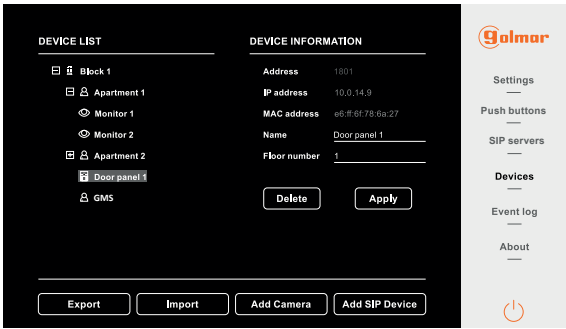 DEVICE LIST
Block 1
Apartment 1
Monitor 1
Monitor 2
Apartment 2
Door panel 1
GMS
DEVICE INFORMATION
Address 1801
IP address 10,0,14,9
MAC address e6:ff:6f:78:6a:27
Name Door panel 1
Floor number 1
Delete Apply
Export Import Add Camera Add SIP Device
golmar
Settings
Push buttons
SIP servers
Devices
Event log
About